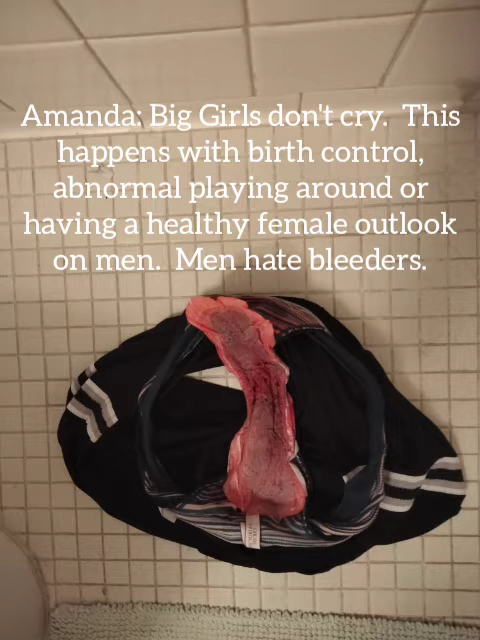 Amanda: Big Girls don't cry.  This
happens with birth control,
abnormal playing around or
having a healthy female outlook
on men.  Men hate bleeders.